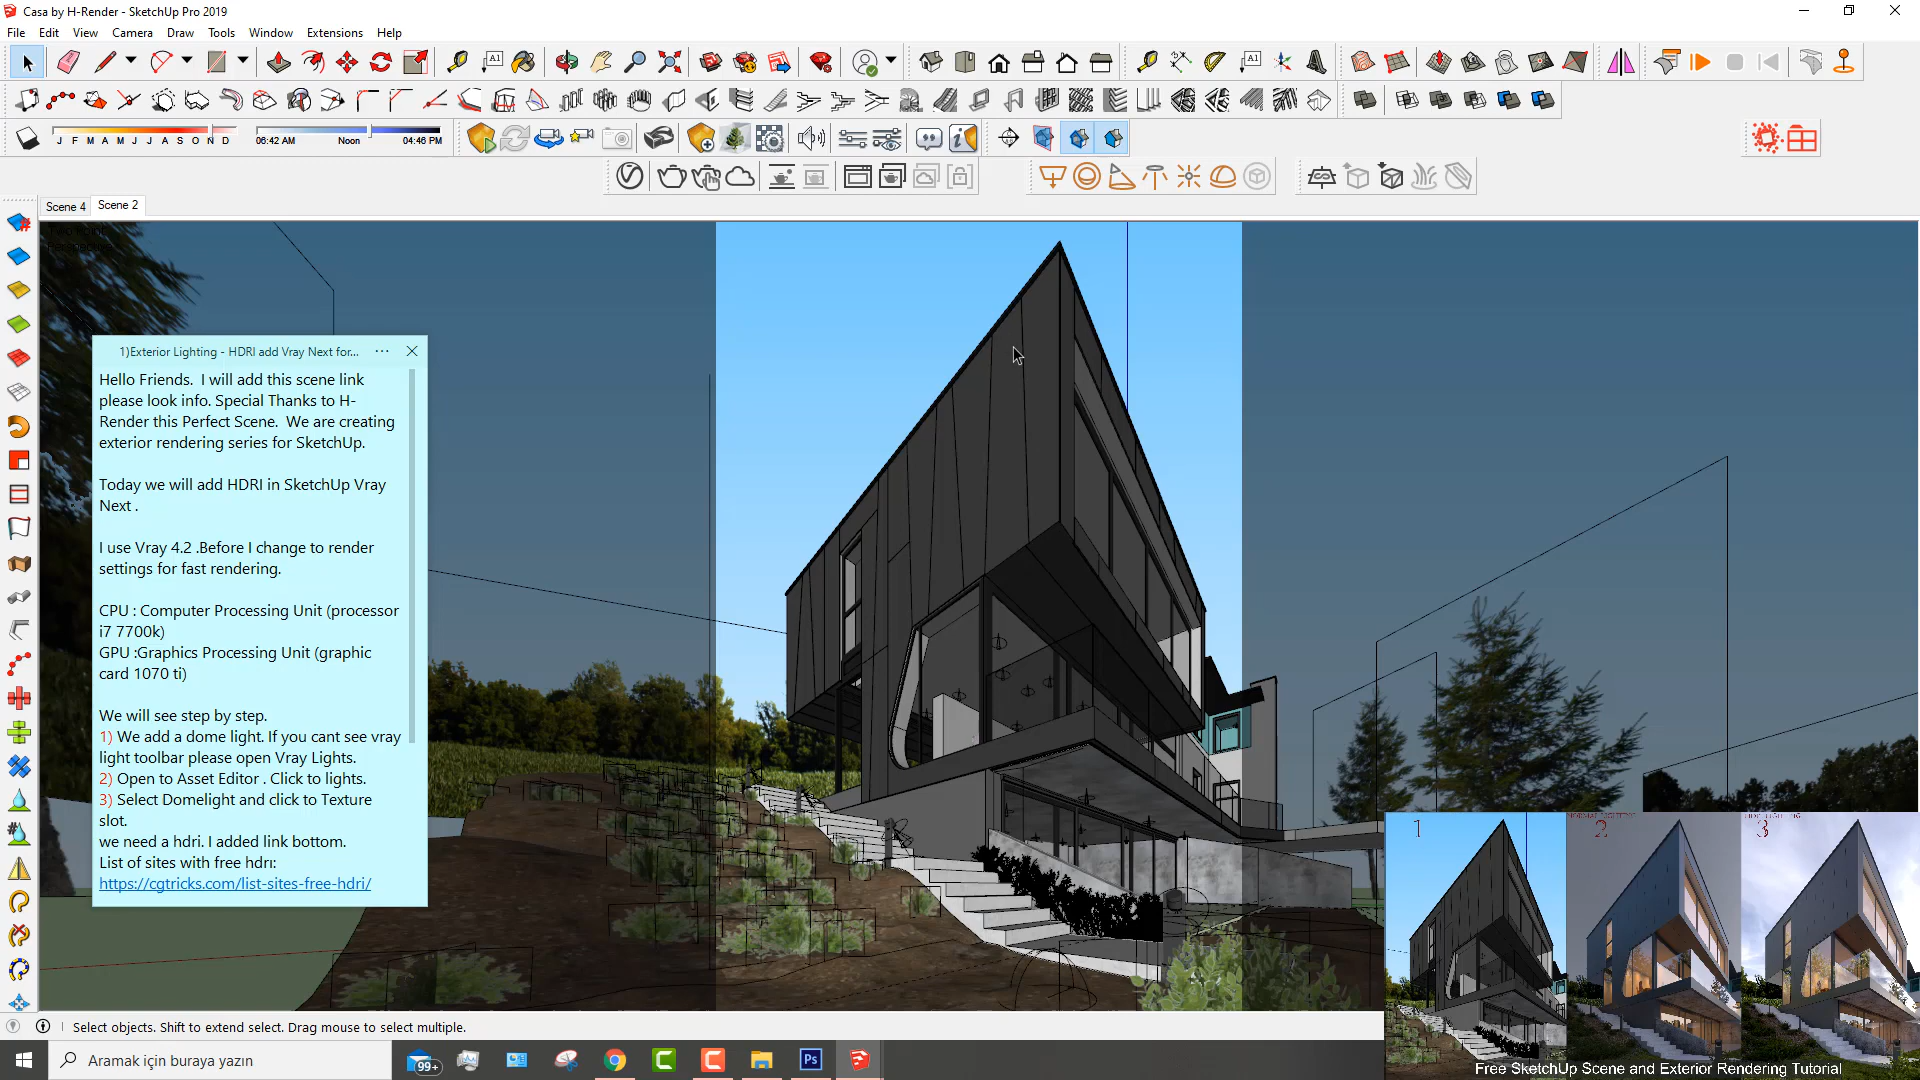 Casa by H-Render - SketchUp Pro 2019
File Edit View Camera Draw Tools Window Extensions Help
A1
A1
J F M A M J J A S O N D
06:42 AM Noon 04:46 PM
Scene 4 Scene 2
1)Exterior Lighting - HDRI add Vray Next for...
Hello Friends. I will add this scene link
please look info. Special Thanks to H-
Render this Perfect Scene. We are creating
exterior rendering series for SketchUp.
Today we will add HDRI in SketchUp Vray
Next .
I use Vray 4.2 .Before I change to render
settings for fast rendering.
CPU : Computer Processing Unit (processor
i7 7700k)
GPU :Graphics Processing Unit (graphic
card 1070 ti)
We will see step by step.
1) We add a dome light. If you cant see vray
light toolbar please open Vray Lights.
2) Open to Asset Editor . Click to lights.
3) Select Domelight and click to Texture
slot.
we need a hdri. I added link bottom.
List of sites with free hdrı:
https://cgtricks.com/list-sites-free-hdri/
1
2
3
Select objects. Shift to extend select. Drag mouse to select multiple.
Aramak için buraya yazın
99+
Ps
Free SketchUp Scene and Exterior Rendering Tutorial